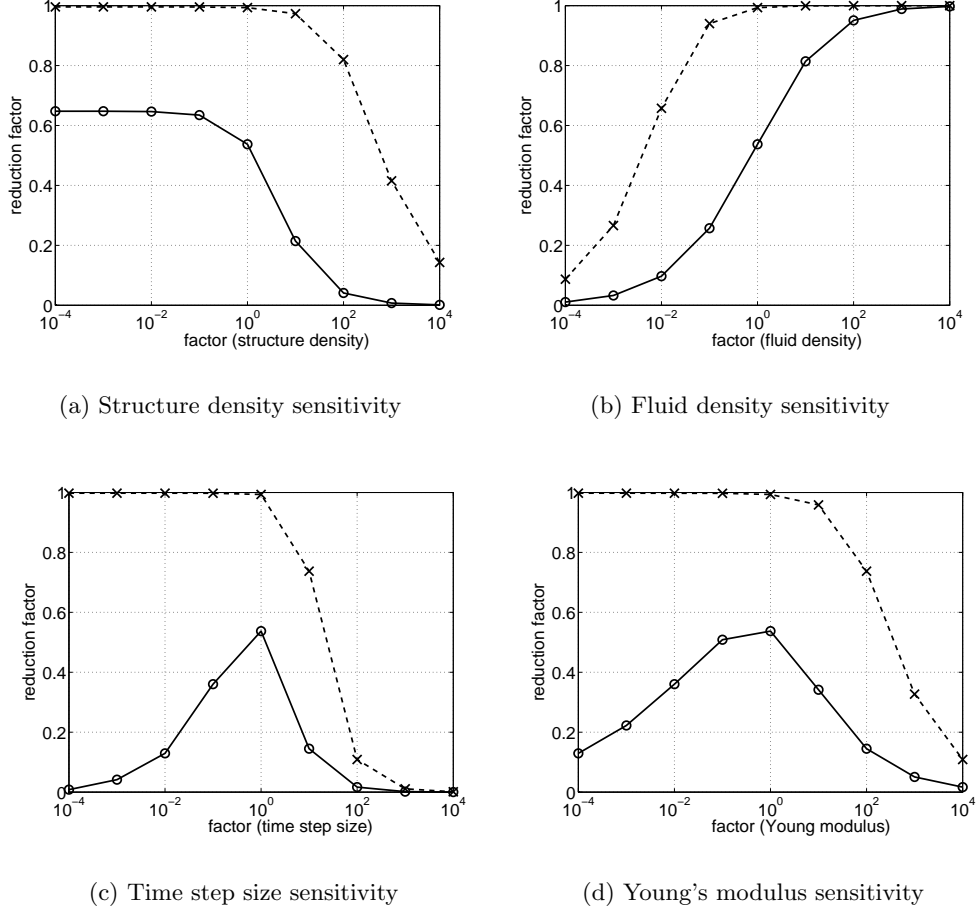 1
0.8
0.6
0.4
0.2
0
reduction factor
10^-4 10^-2 10^0 10^2 10^4
factor (structure density)
(a) Structure density sensitivity
1
0.8
0.6
0.4
0.2
0
reduction factor
10^-4 10^-2 10^0 10^2 10^4
factor (fluid density)
(b) Fluid density sensitivity
1
0.8
0.6
0.4
0.2
0
reduction factor
10^-4 10^-2 10^0 10^2 10^4
factor (time step size)
(c) Time step size sensitivity
1
0.8
0.6
0.4
0.2
0
reduction factor
10^-4 10^-2 10^0 10^2 10^4
factor (Young modulus)
(d) Young's modulus sensitivity